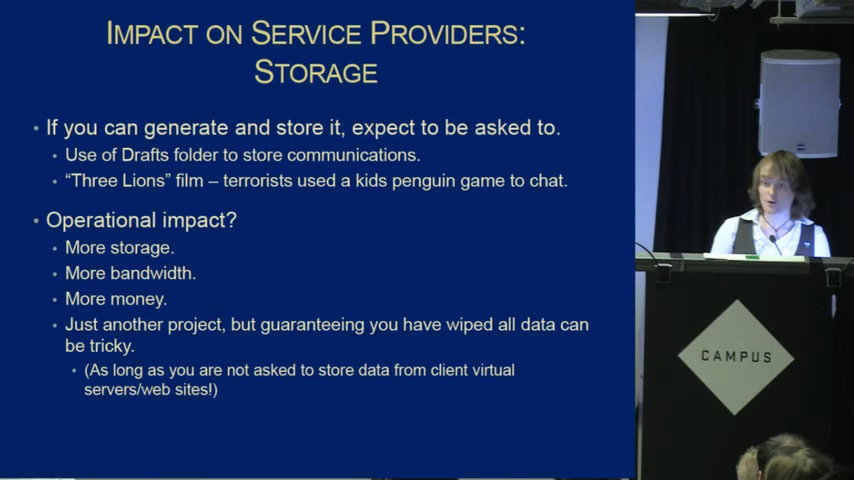 IMPACT ON SERVICE PROVIDERS:
STORAGE
• If you can generate and store it, expect to be asked to.
• Use of Drafts folder to store communications.
• “Three Lions” film – terrorists used a kids penguin game to chat.
• Operational impact?
• More storage.
• More bandwidth.
• More money.
• Just another project, but guaranteeing you have wiped all data can
be tricky.
• (As long as you are not asked to store data from client virtual
servers/web sites!)
CAMPUS